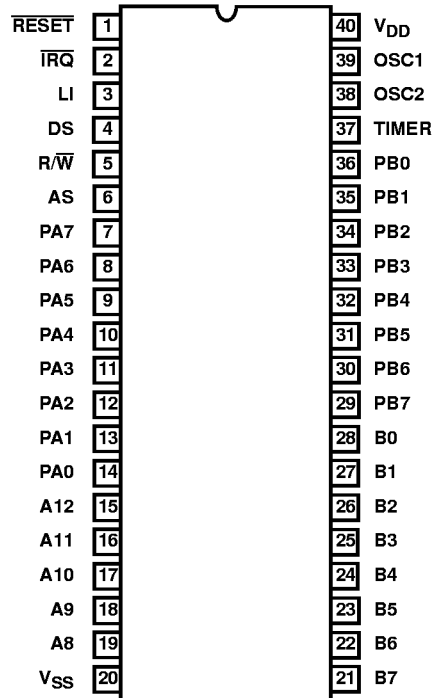 R̅E̅S̅E̅T̅ 1 40 VDD
I̅R̅Q̅ 2 39 OSC1
LI 3 38 OSC2
DS 4 37 TIMER
R/W̅ 5 36 PB0
AS 6 35 PB1
PA7 7 34 PB2
PA6 8 33 PB3
PA5 9 32 PB4
PA4 10 31 PB5
PA3 11 30 PB6
PA2 12 29 PB7
PA1 13 28 B0
PA0 14 27 B1
A12 15 26 B2
A11 16 25 B3
A10 17 24 B4
A9 18 23 B5
A8 19 22 B6
VSS 20 21 B7